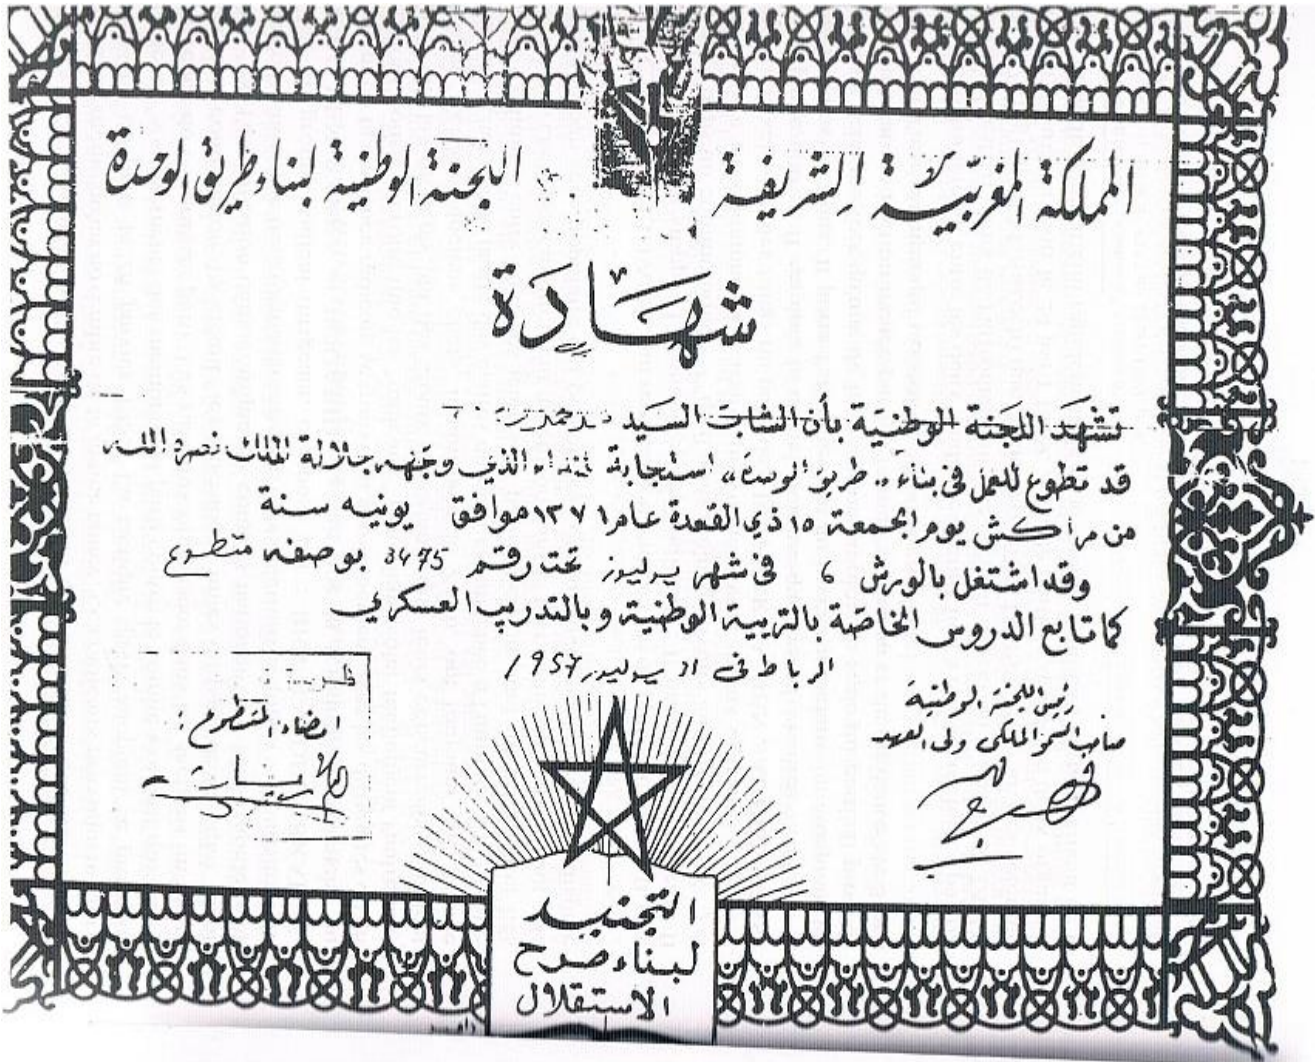 المملكة المغربية الشريفة
اللجنة الوطنية لبناء طريق الوحدة
شهادة
تشهد اللجنة الوطنية بأن الشاب السيد
قد تطوع للعمل في بناء „ طريق الوحدة „ استجابة للنداء الذي وجهه جلالة الملك نصره الله
من مراكش يوم الجمعة ١٥ ذي القعدة عام ١٣٧٦ موافق يونيه سنة
وقد اشتغل بالورش 6 في شهر يوليوز تحت رقم 3475 بوصفه متطوع
كما تابع الدروس الخاصة بالتربية الوطنية وبالتدريب العسكري
الرباط في 31 يوليوز 1957
رئيس اللجنة الوطنية
صاحب السمو الملكي ولي العهد
امضاء المتطوع :
التجنيد
لبناء صرح
الاستقلال